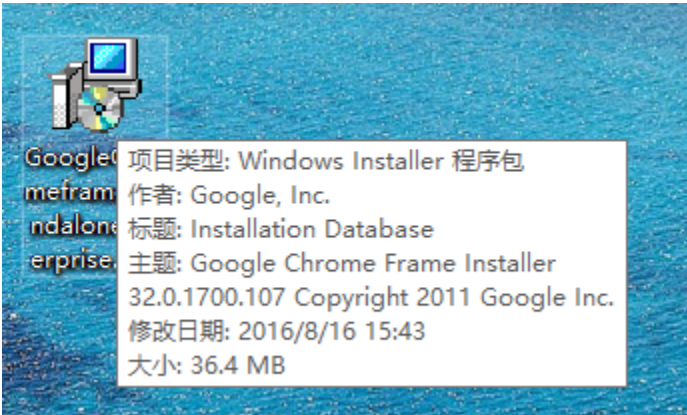 Google
mefram
ndalone
erprise.
项目类型: Windows Installer 程序包
作者: Google, Inc.
标题: Installation Database
主题: Google Chrome Frame Installer
32.0.1700.107 Copyright 2011 Google Inc.
修改日期: 2016/8/16 15:43
大小: 36.4 MB